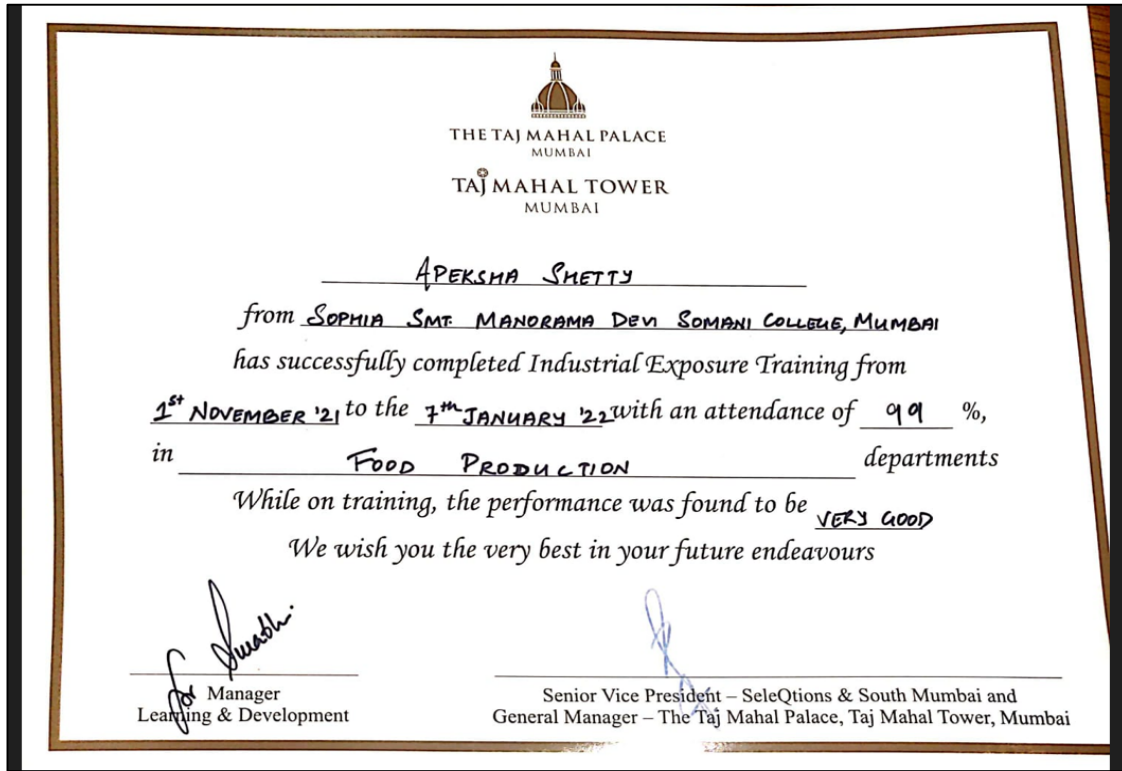 THE TAJ MAHAL PALACE
MUMBAI
TAJ MAHAL TOWER
MUMBAI
APEKSHA SHETTY
from SOPHIA SMT. MANORAMA DEVI SOMANI COLLEGE, MUMBAI
has successfully completed Industrial Exposure Training from
1st NOVEMBER '21 to the 7th JANUARY '22 with an attendance of 99 %,
in FOOD PRODUCTION departments
While on training, the performance was found to be VERY GOOD
We wish you the very best in your future endeavours
for
Manager
Learning & Development
Senior Vice President – SeleQtions & South Mumbai and
General Manager – The Taj Mahal Palace, Taj Mahal Tower, Mumbai